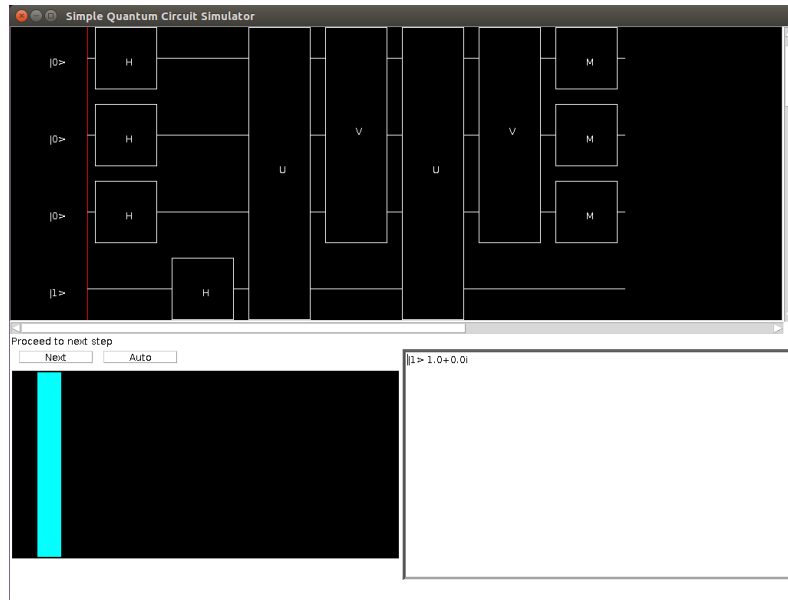 Simple Quantum Circuit Simulator
|0> H M
V V
|0> H M
U U
|0> H M
|1> H
Proceed to next step
Next Auto
|1> 1.0+0.0i